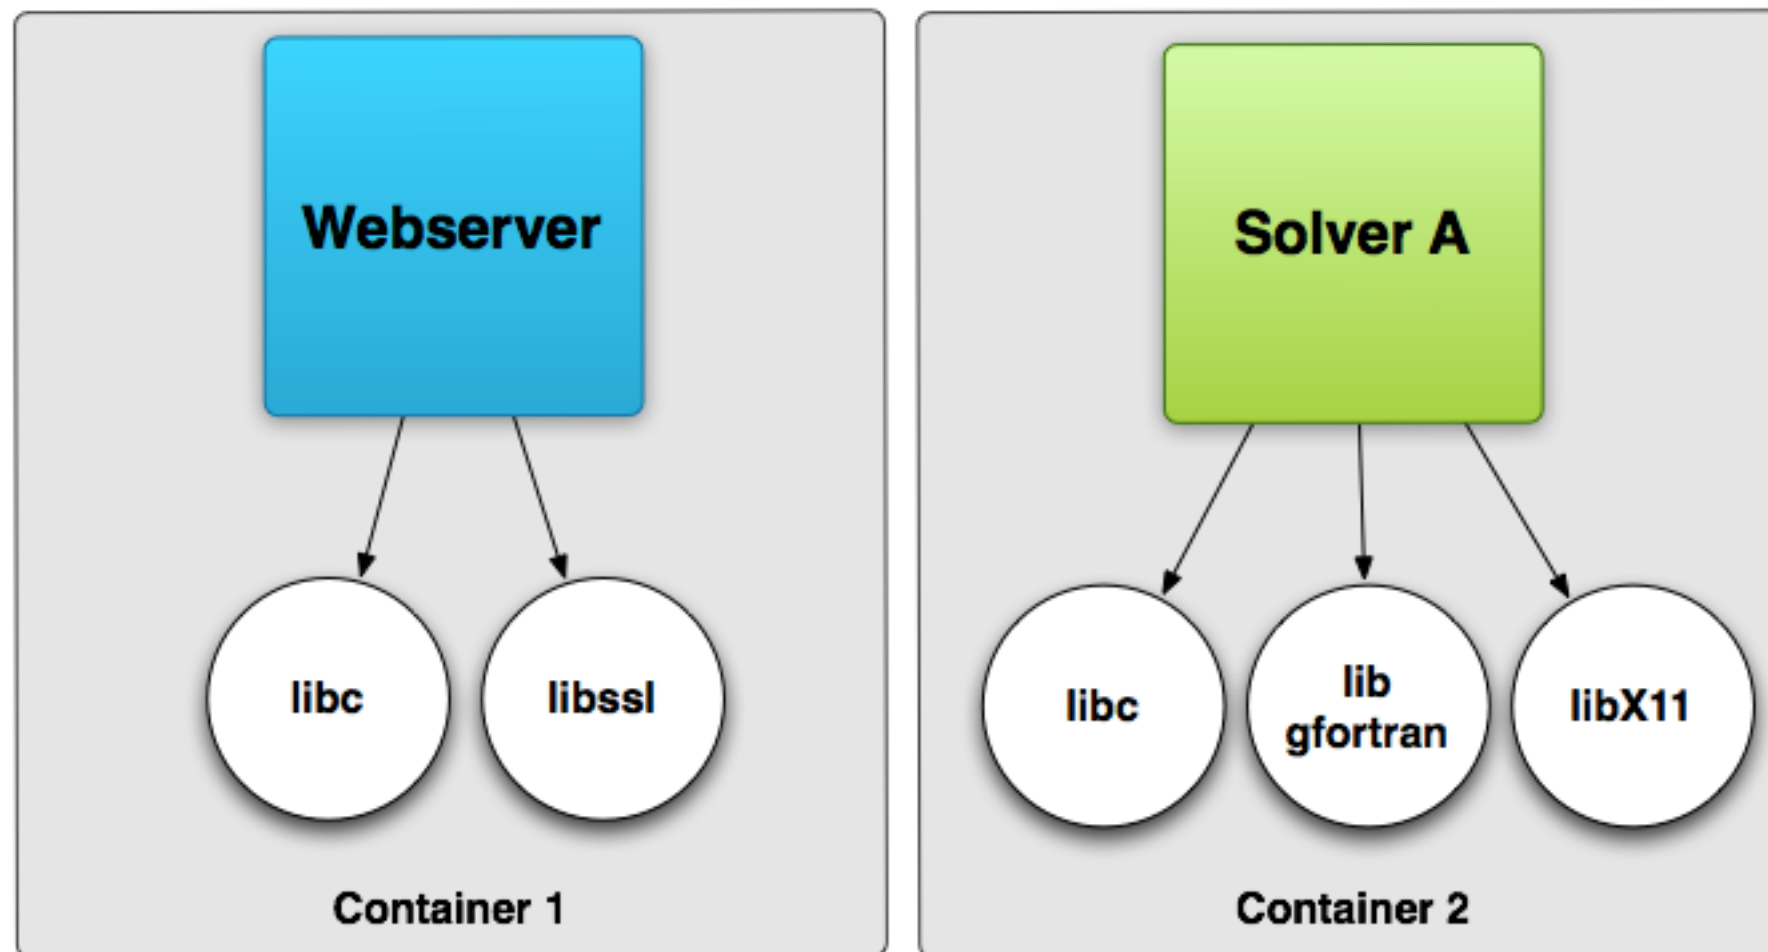 Webserver
libc
libssl
Container 1
Solver A
libc
lib
gfortran
libX11
Container 2